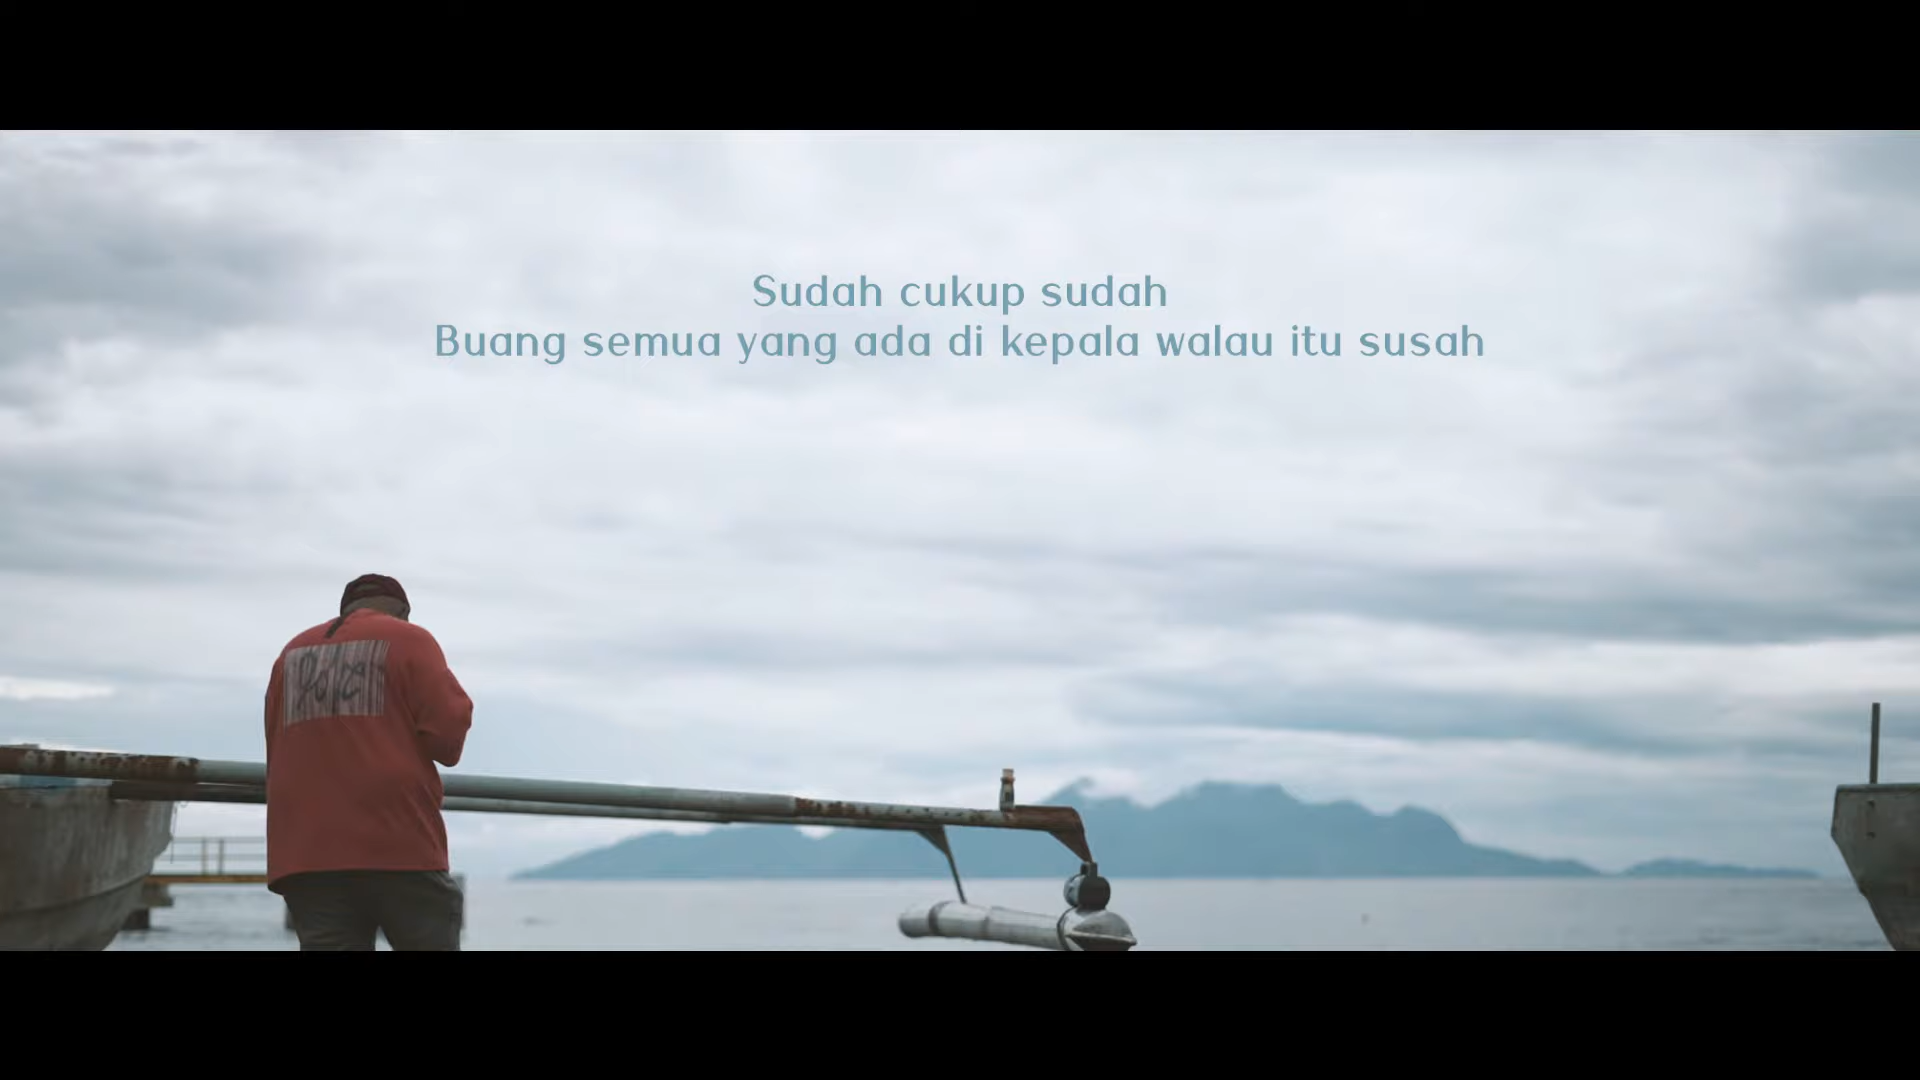 Sudah cukup sudah
Buang semua yang ada di kepala walau itu susah